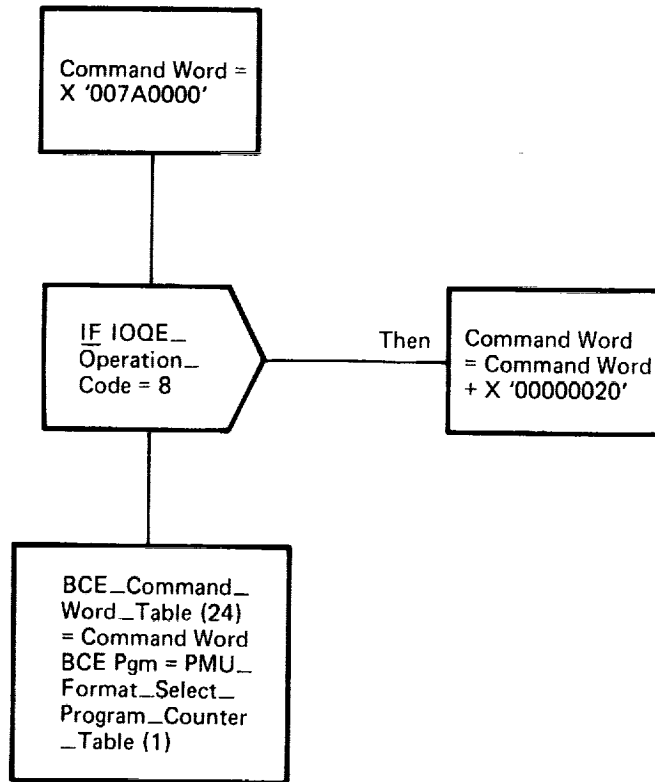 Command Word =
X '007A0000'
IF IOQE_
Operation_
Code = 8
Then
Command Word
= Command Word
+ X '00000020'
BCE_Command_
Word_Table (24)
= Command Word
BCE Pgm = PMU_
Format_Select_
Program_Counter
_Table (1)